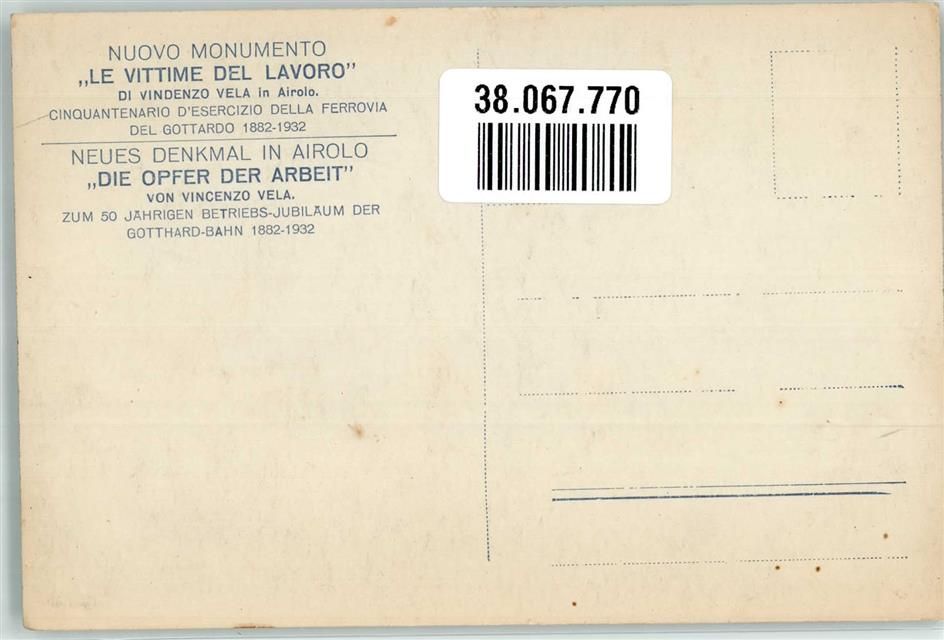 NUOVO MONUMENTO
„LE VITTIME DEL LAVORO”
DI VINDENZO VELA in Airolo.
CINQUANTENARIO D'ESERCIZIO DELLA FERROVIA
DEL GOTTARDO 1882-1932
NEUES DENKMAL IN AIROLO
„DIE OPFER DER ARBEIT”
VON VINCENZO VELA.
ZUM 50 JÄHRIGEN BETRIEBS-JUBILÄUM DER
GOTTHARD-BAHN 1882-1932
38.067.770